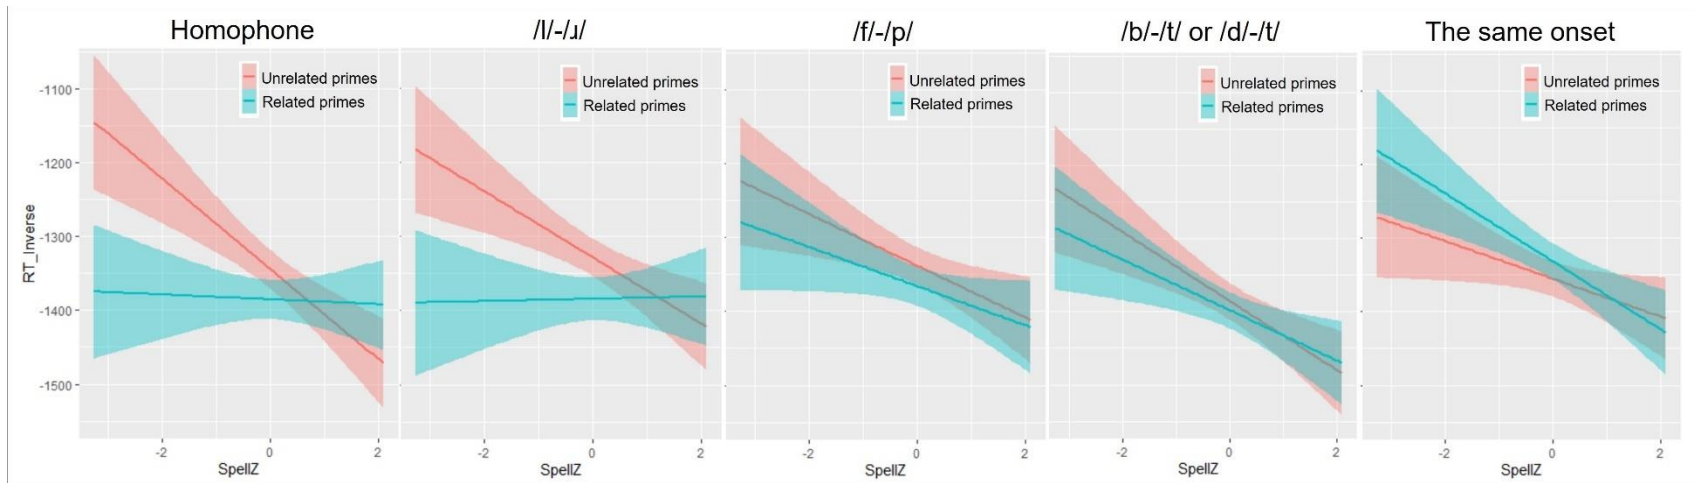 Homophone
/l/-/ɹ/
/f/-/p/
/b/-/t/ or /d/-/t/
The same onset
Unrelated primes
Related primes
Unrelated primes
Related primes
Unrelated primes
Related primes
Unrelated primes
Related primes
Unrelated primes
Related primes
RT_Inverse
-1100
-1200
-1300
-1400
-1500
-2 0 2
-2 0 2
-2 0 2
-2 0 2
-2 0 2
SpellZ
SpellZ
SpellZ
SpellZ
SpellZ